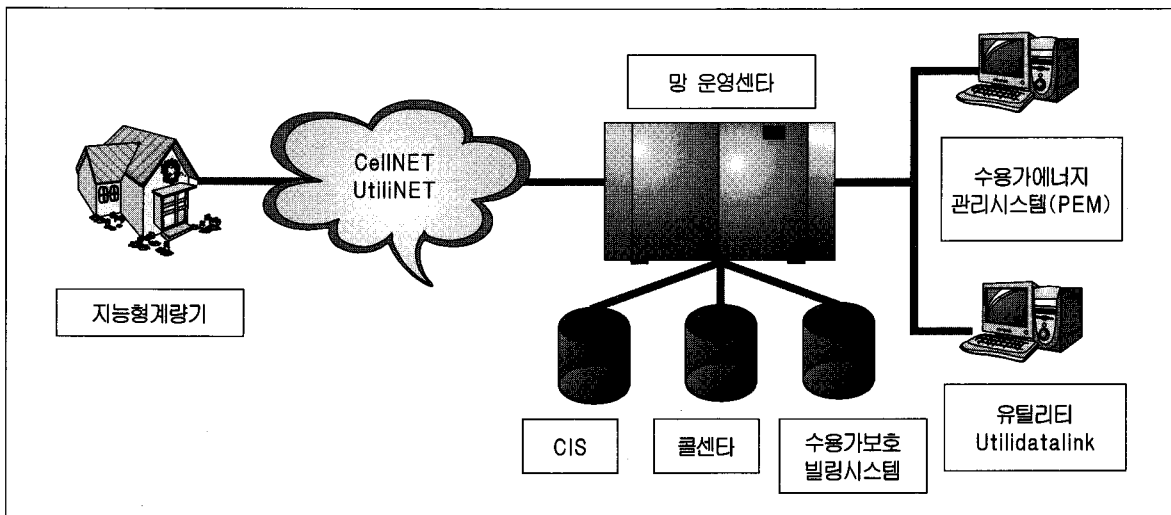 망 운영센타
CellNET
UtiliNET
수용가에너지
관리시스템(PEM)
지능형계량기
CIS
콜센타
수용가보호
빌링시스템
유틸리티
Utilidatalink